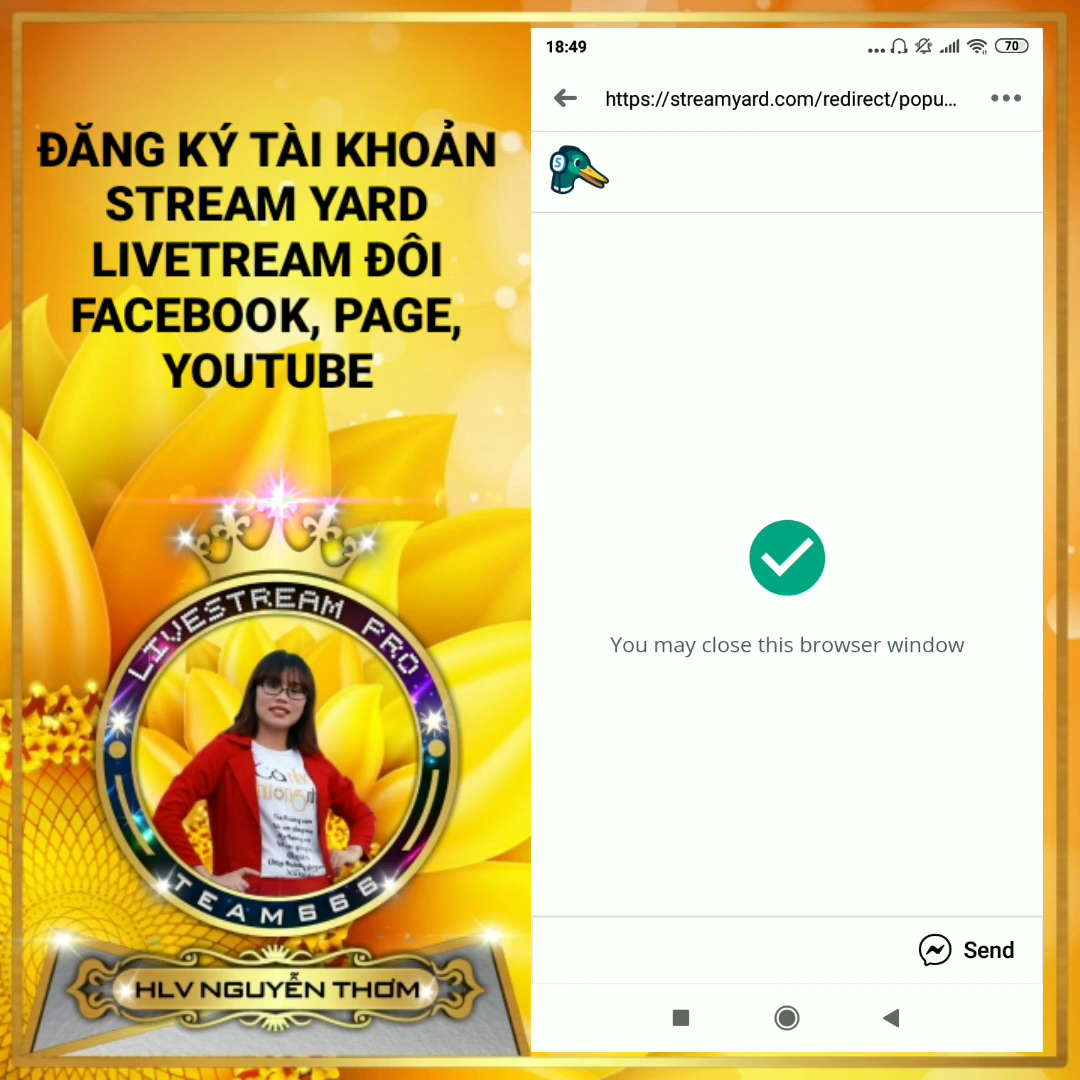 ĐĂNG KÝ TÀI KHOẢN
STREAM YARD
LIVETREAM ĐÔI
FACEBOOK, PAGE,
YOUTUBE
LIVESTREAM PRO
TEAM666
HLV NGUYỄN THƠM
18:49
70
https://streamyard.com/redirect/popu...
S
You may close this browser window
Send